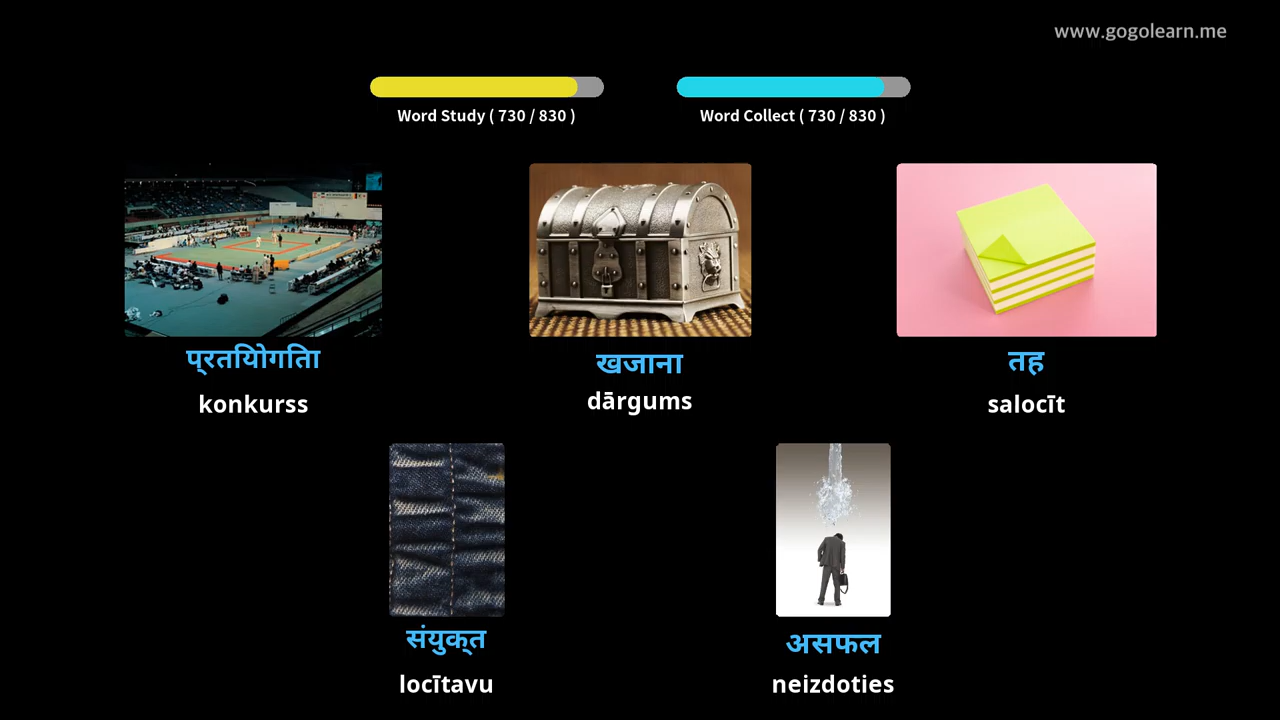 www.gogolearn.me
Word Study ( 730 / 830 )
Word Collect ( 730 / 830 )
प्रतियोगिता
konkurss
खजाना
dārgums
तह
salocīt
संयुक्त
locītavu
असफल
neizdoties